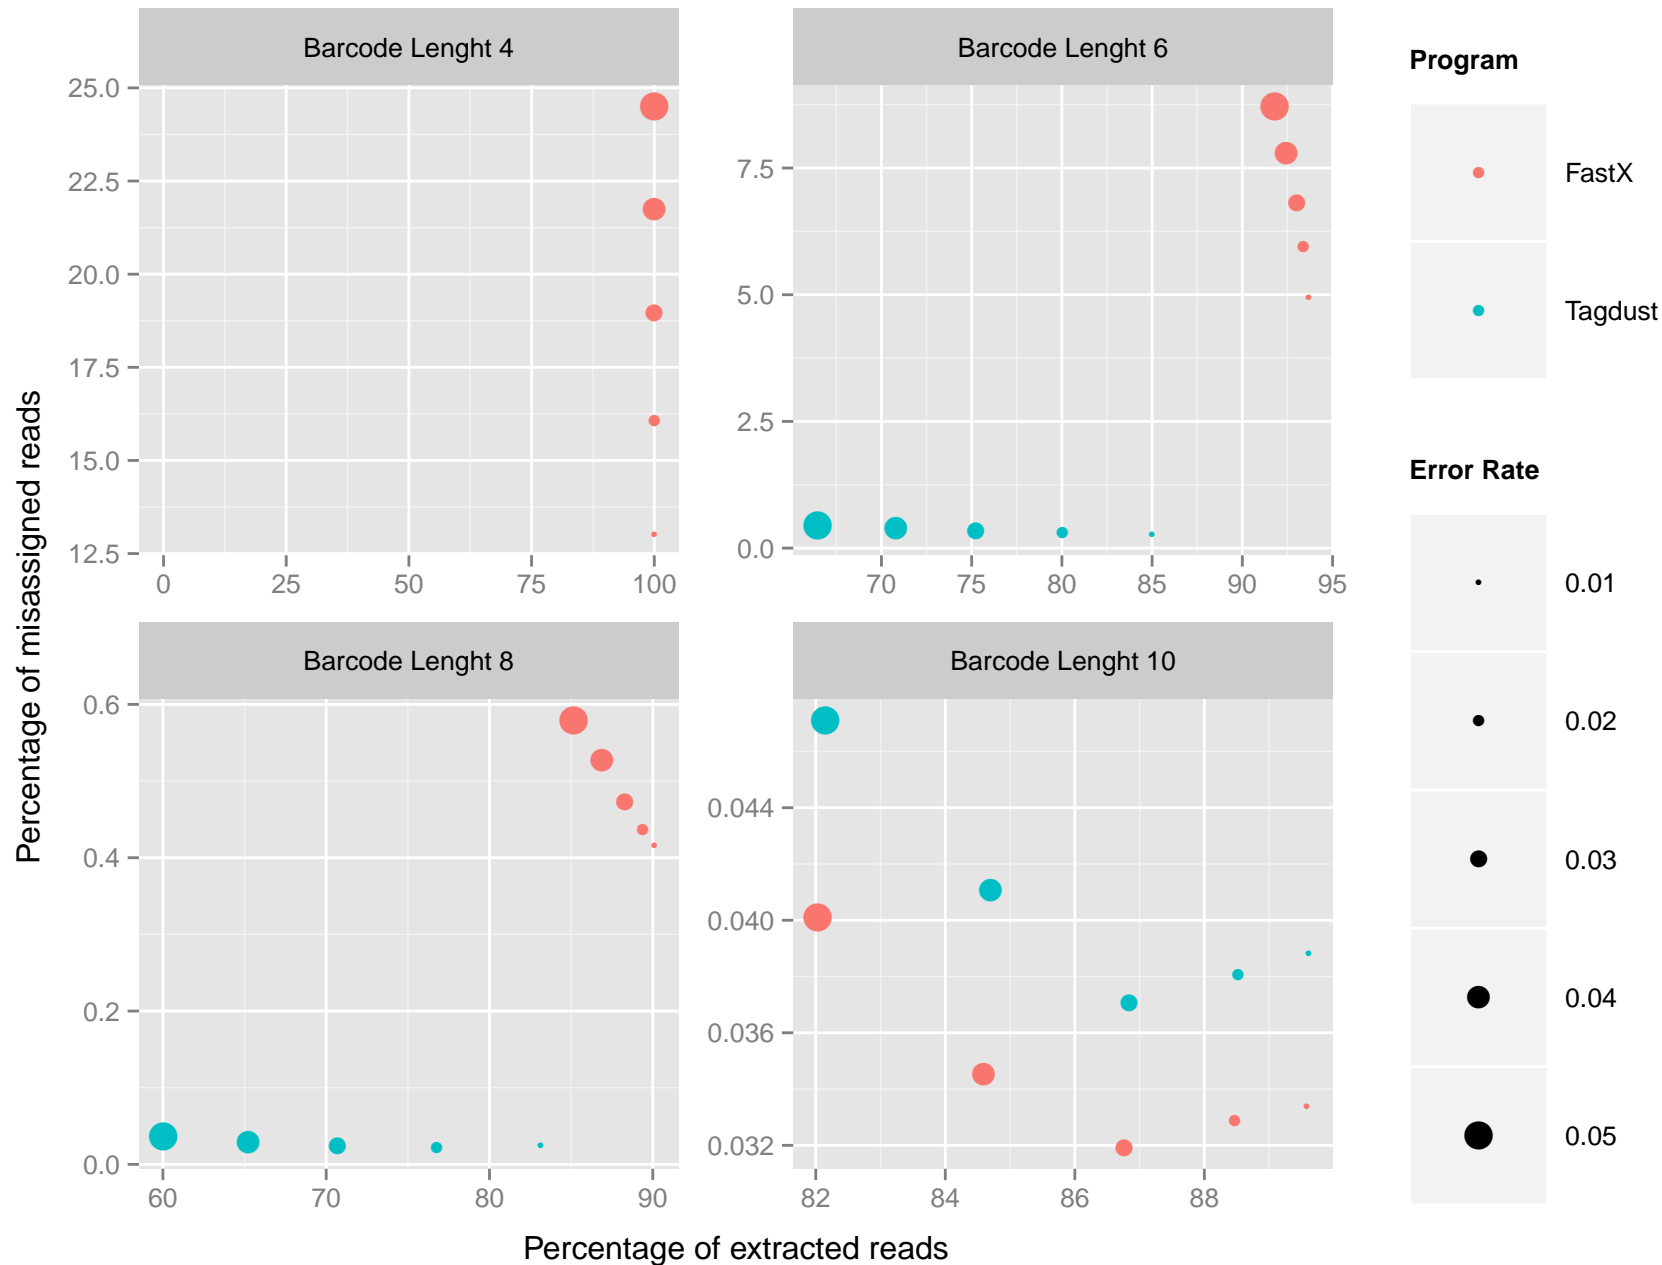 Barcode Lenght 4
Barcode Lenght 6
25.0
22.5
20.0
17.5
15.0
12.5
0 25 50 75 100
7.5
5.0
2.5
0.0
70 75 80 85 90 95
Barcode Lenght 8
Barcode Lenght 10
0.6
0.4
0.2
0.0
60 70 80 90
0.044
0.040
0.036
0.032
82 84 86 88
Percentage of misassigned reads
Percentage of extracted reads
Program
FastX
Tagdust
Error Rate
0.01
0.02
0.03
0.04
0.05